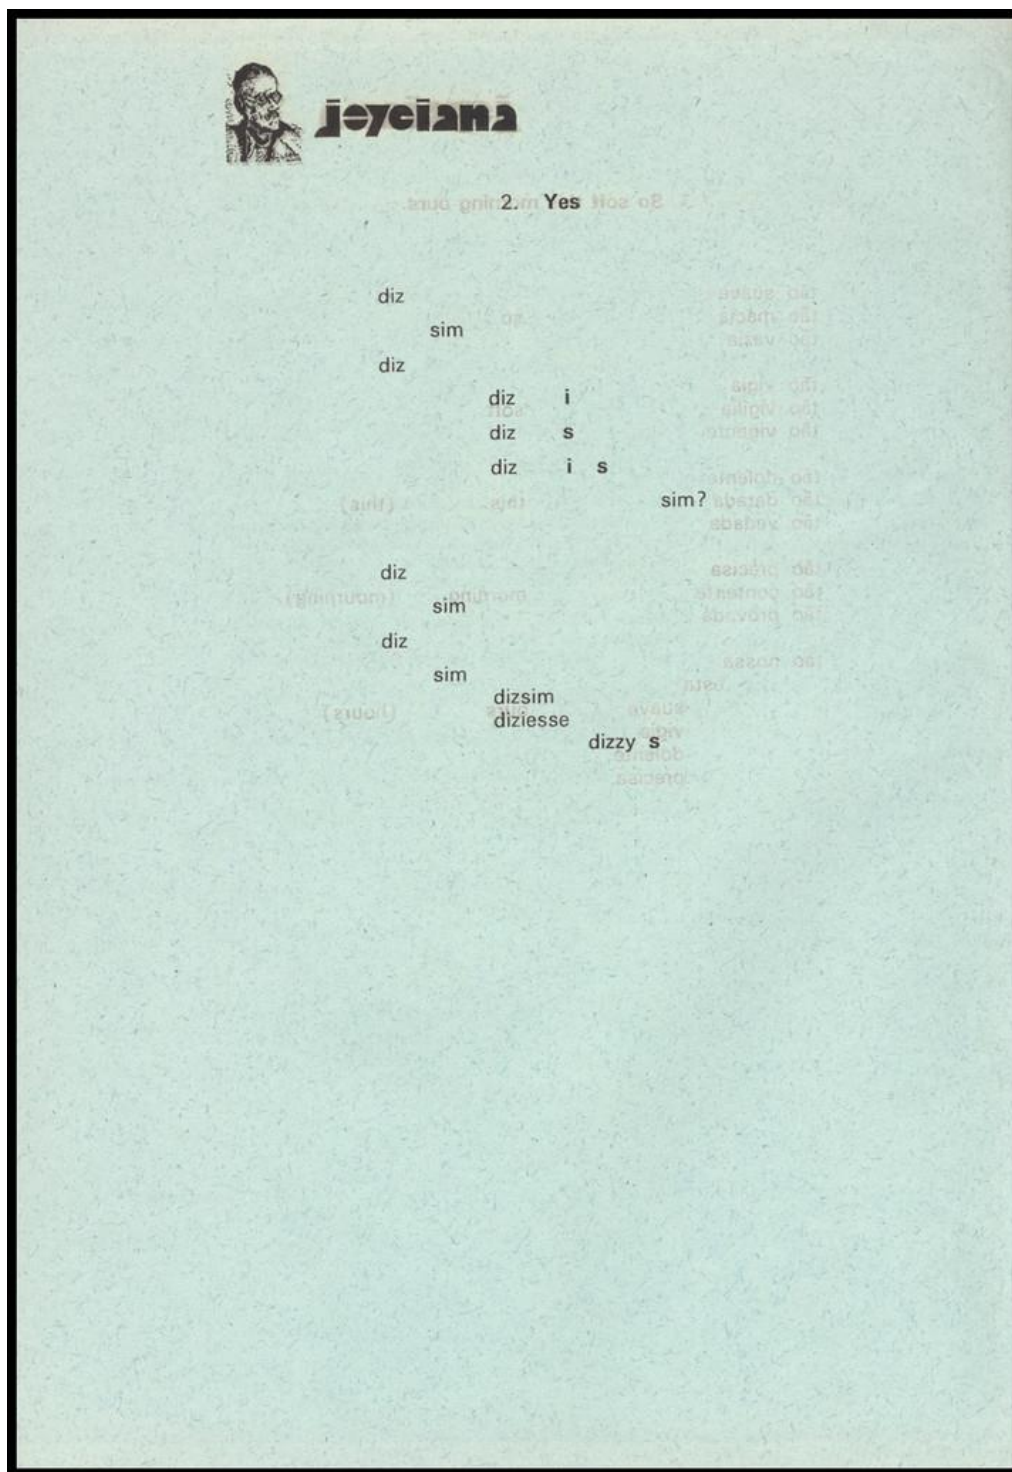 joyciana
2. Yes
diz
sim
diz
diz i
diz s
diz i s
sim?
diz
sim
diz
sim
dizsim
diziesse
dizzy s